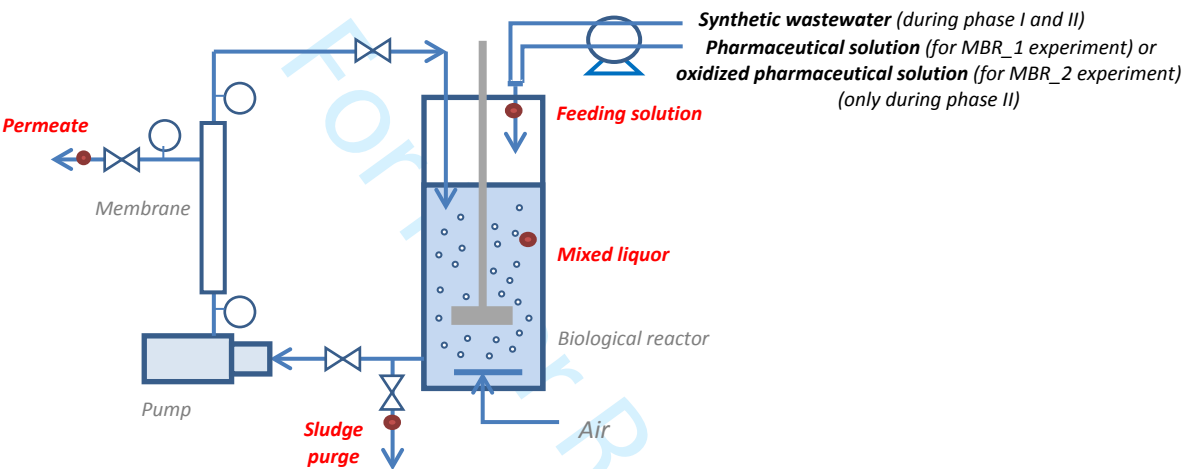 Synthetic wastewater (during phase I and II)
Pharmaceutical solution (for MBR_1 experiment) or
oxidized pharmaceutical solution (for MBR_2 experiment)
(only during phase II)
Feeding solution
Permeate
Membrane
Mixed liquor
Biological reactor
Pump
Sludge
purge
Air
For
r R